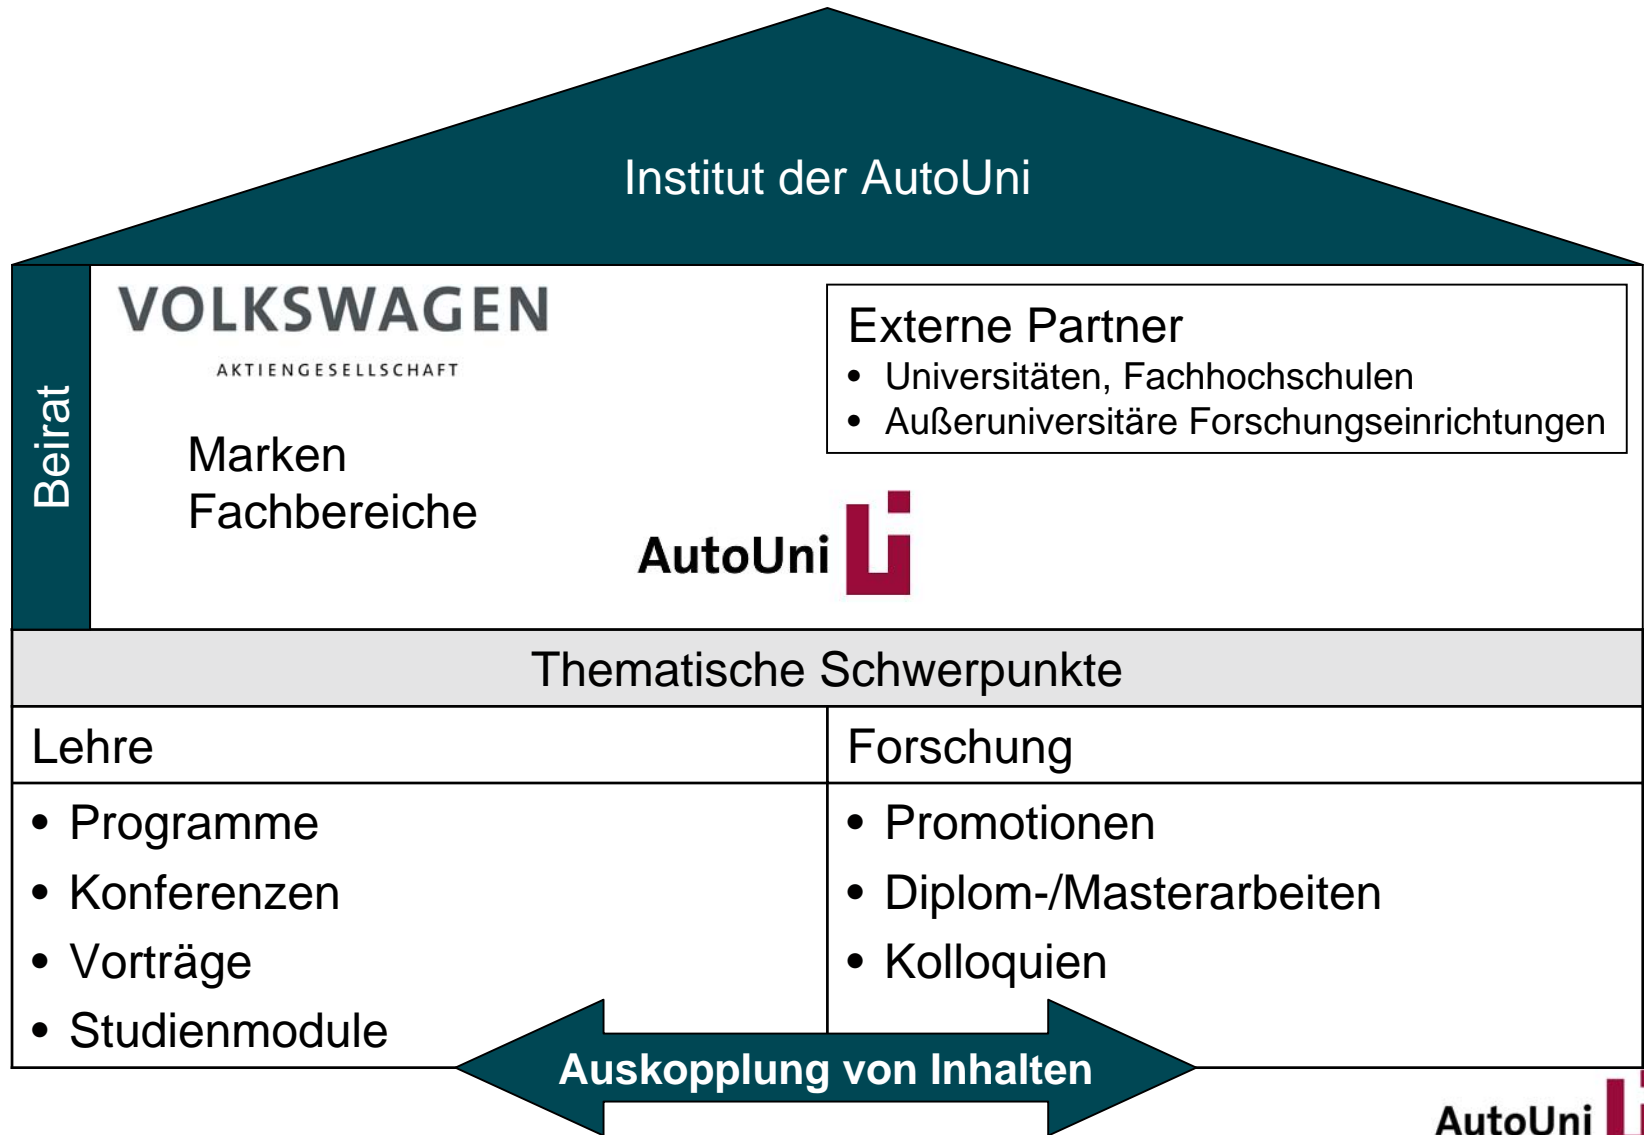 Institut der AutoUni
Beirat
VOLKSWAGEN
AKTIENGESELLSCHAFT
Marken
Fachbereiche
Externe Partner
• Universitäten, Fachhochschulen
• Außeruniversitäre Forschungseinrichtungen
AutoUni
Thematische Schwerpunkte
Lehre
• Programme
• Konferenzen
• Vorträge
• Studienmodule
Forschung
• Promotionen
• Diplom-/Masterarbeiten
• Kolloquien
Auskopplung von Inhalten
AutoUni